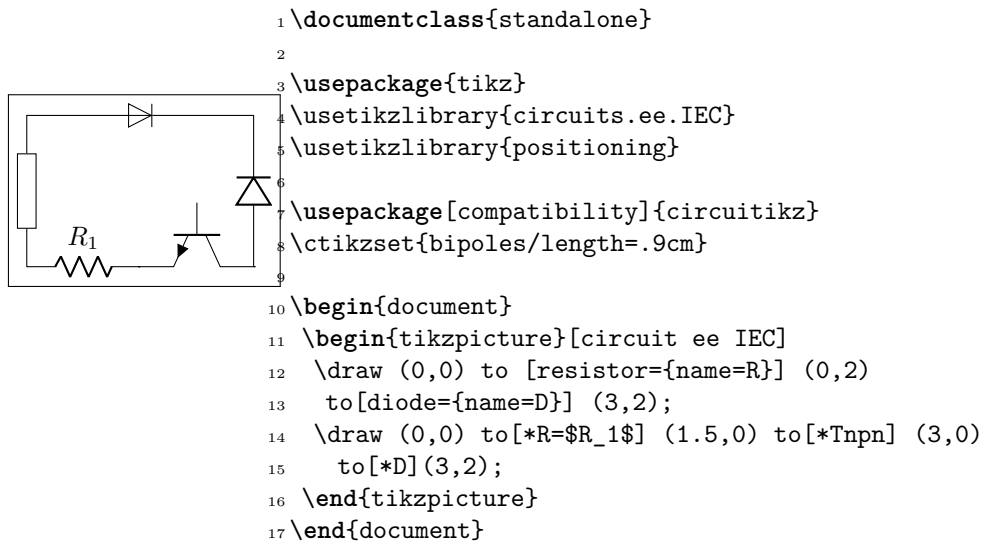 R_1
1 \documentclass{standalone}
2
3 \usepackage{tikz}
4 \usetikzlibrary{circuits.ee.IEC}
5 \usetikzlibrary{positioning}
6
7 \usepackage[compatibility]{circuitikz}
8 \ctikzset{bipoles/length=.9cm}
9
10 \begin{document}
11  \begin{tikzpicture}[circuit ee IEC]
12   \draw (0,0) to [resistor={name=R}] (0,2)
13    to[diode={name=D}] (3,2);
14   \draw (0,0) to[*R=$R_1$] (1.5,0) to[*Tnpn] (3,0)
15     to[*D](3,2);
16  \end{tikzpicture}
17 \end{document}